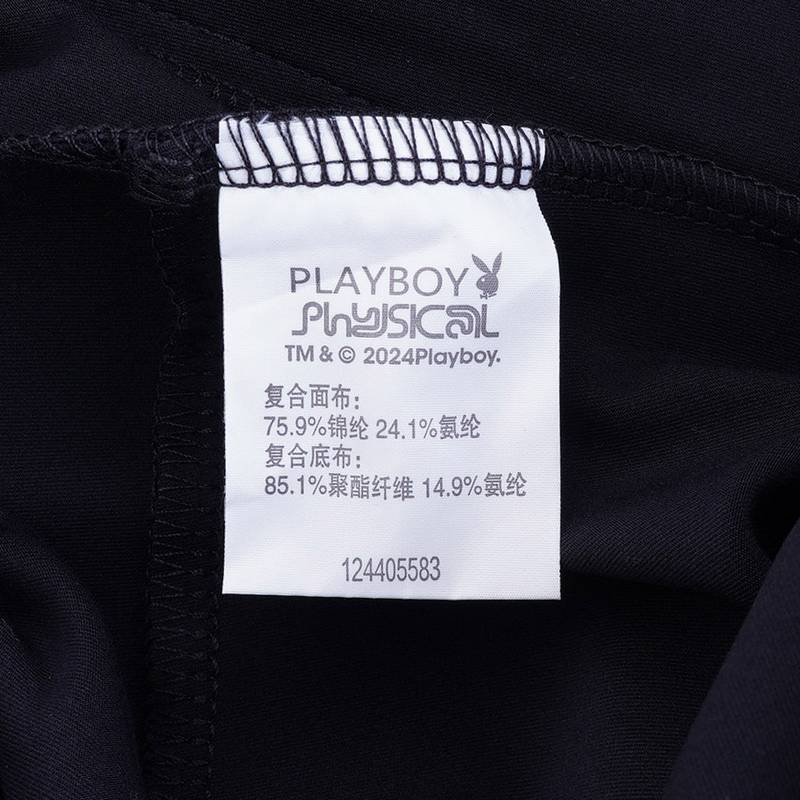 PLAYBOY
Physical
TM & © 2024Playboy.
复合面布：
75.9%锦纶 24.1%氨纶
复合底布：
85.1%聚酯纤维 14.9%氨纶
124405583